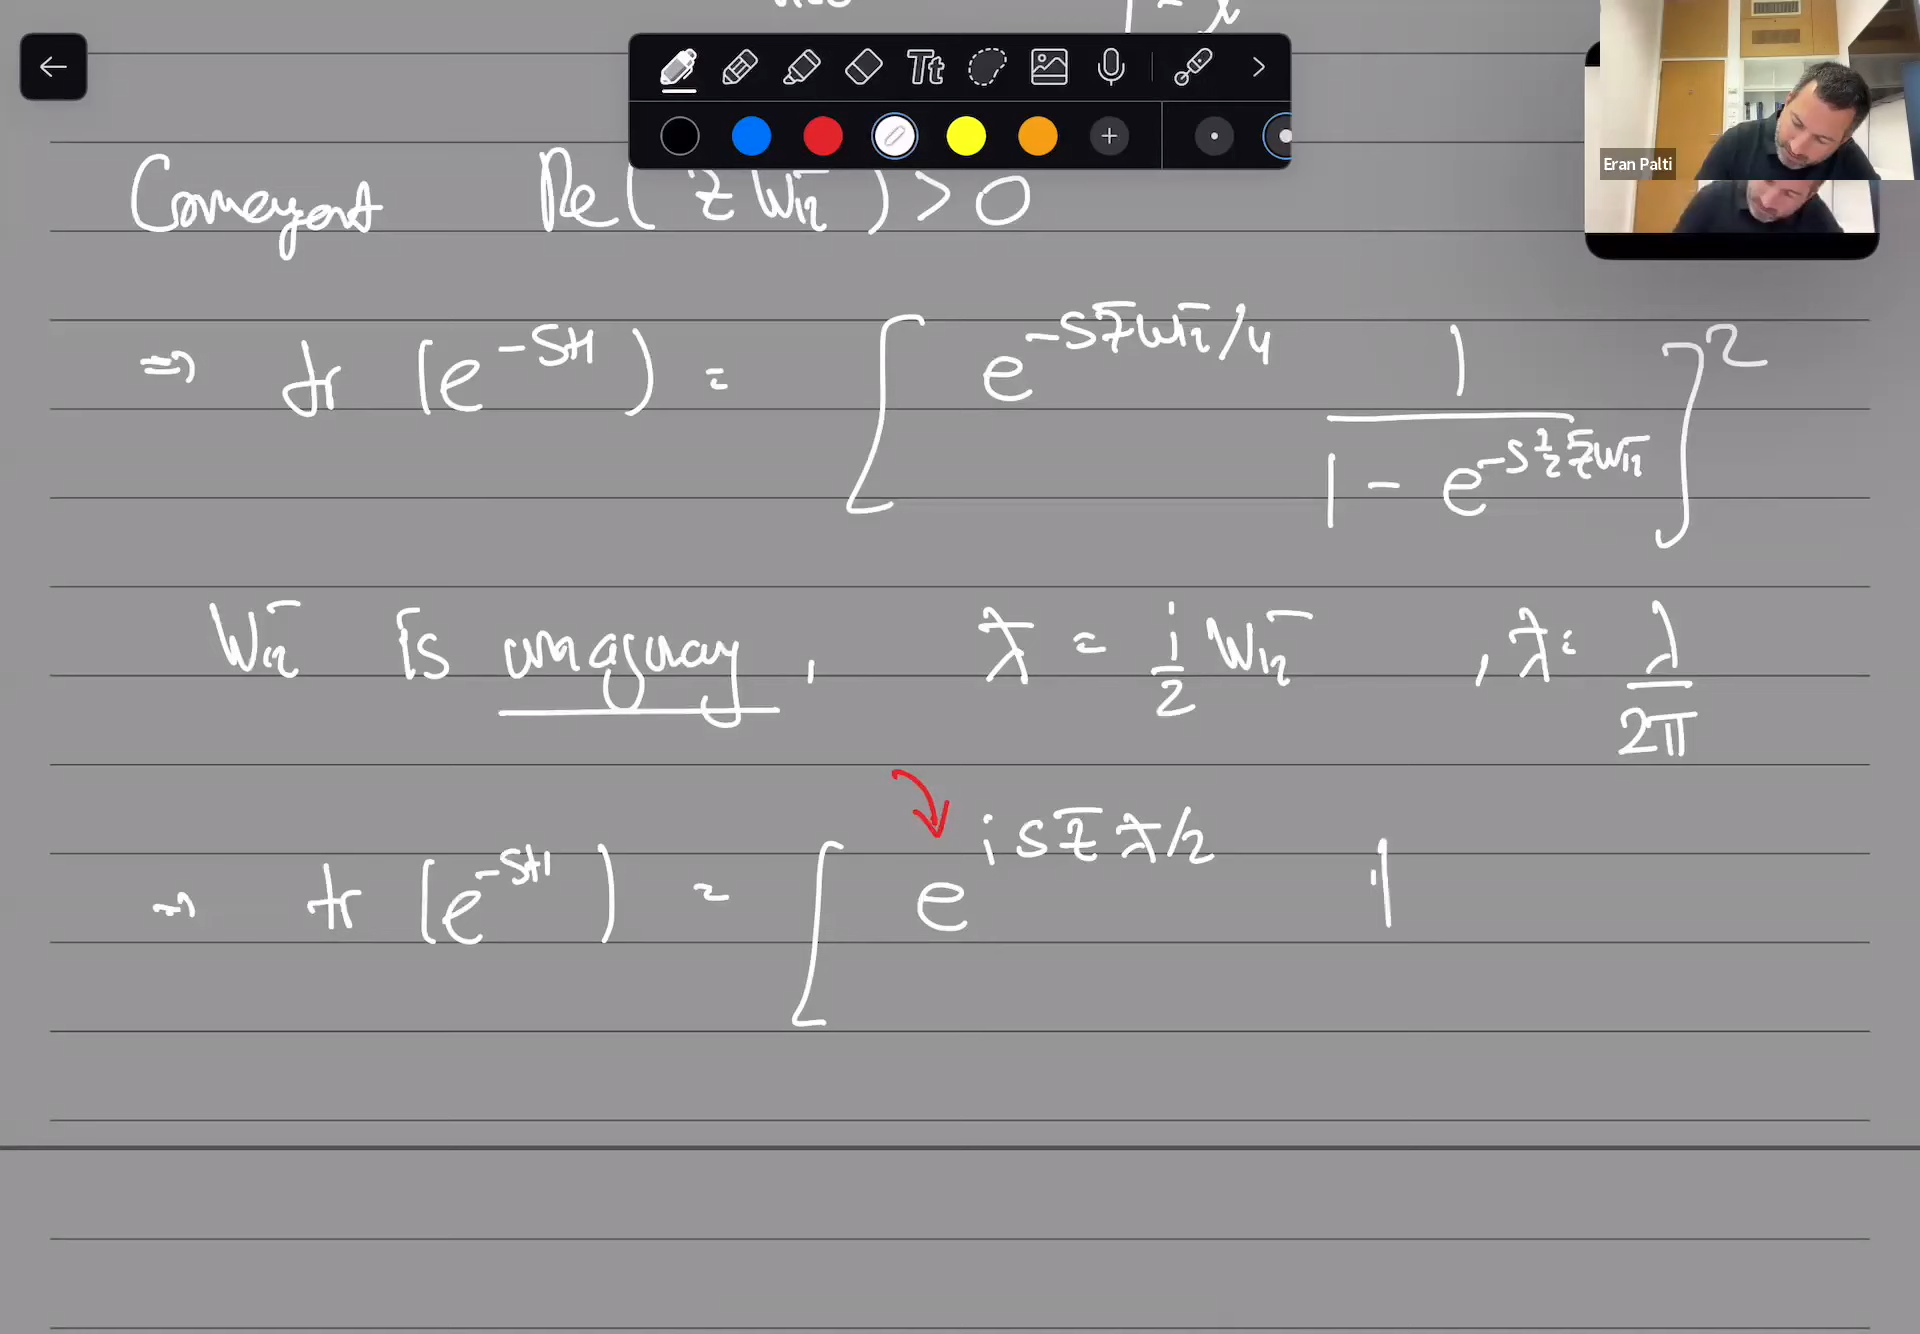 Tt
Eran Palti
Convergent Re( z̄ W₁₂⁻ ) > 0
⇒ tr (e^{-SH}) = [ e^{-S z̄ W₁₂⁻/4} 1/(1 - e^{-S ½ z̄ W₁₂⁻}) ]²
W₁₂⁻ is imaginary, ƛ = i/2 W₁₂⁻ , ƛ = λ/2π
⇒ tr (e^{-SH}) = [ e^{i S z̄ ƛ/2} 1